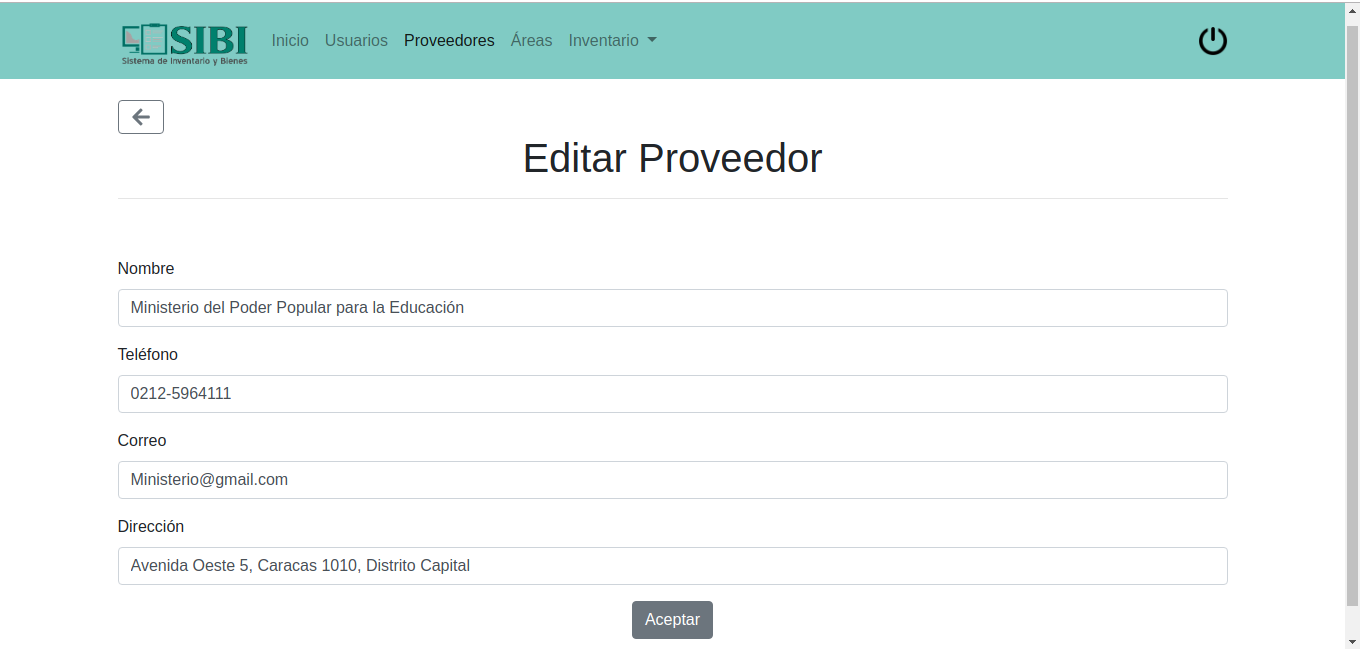 SIBI
Sistema de Inventario y Bienes
Inicio Usuarios Proveedores Áreas Inventario
Editar Proveedor
Nombre
Ministerio del Poder Popular para la Educación
Teléfono
0212-5964111
Correo
Ministerio@gmail.com
Dirección
Avenida Oeste 5, Caracas 1010, Distrito Capital
Aceptar